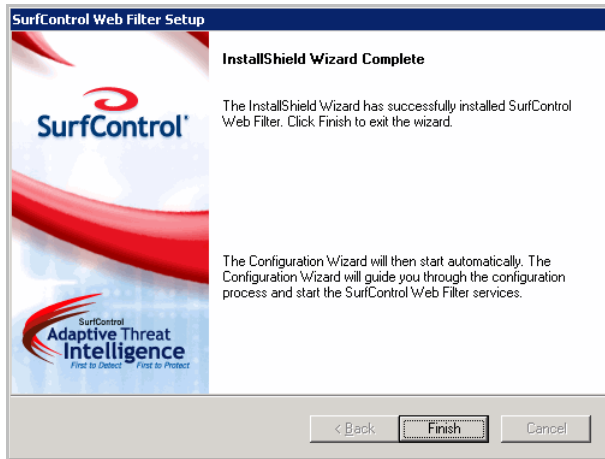 SurfControl Web Filter Setup
InstallShield Wizard Complete
The InstallShield Wizard has successfully installed SurfControl
Web Filter. Click Finish to exit the wizard.
SurfControl
The Configuration Wizard will then start automatically. The
Configuration Wizard will guide you through the configuration
process and start the SurfControl Web Filter services.
SurfControl
Adaptive Threat
Intelligence
First to Detect First to Protect
< Back
Finish
Cancel